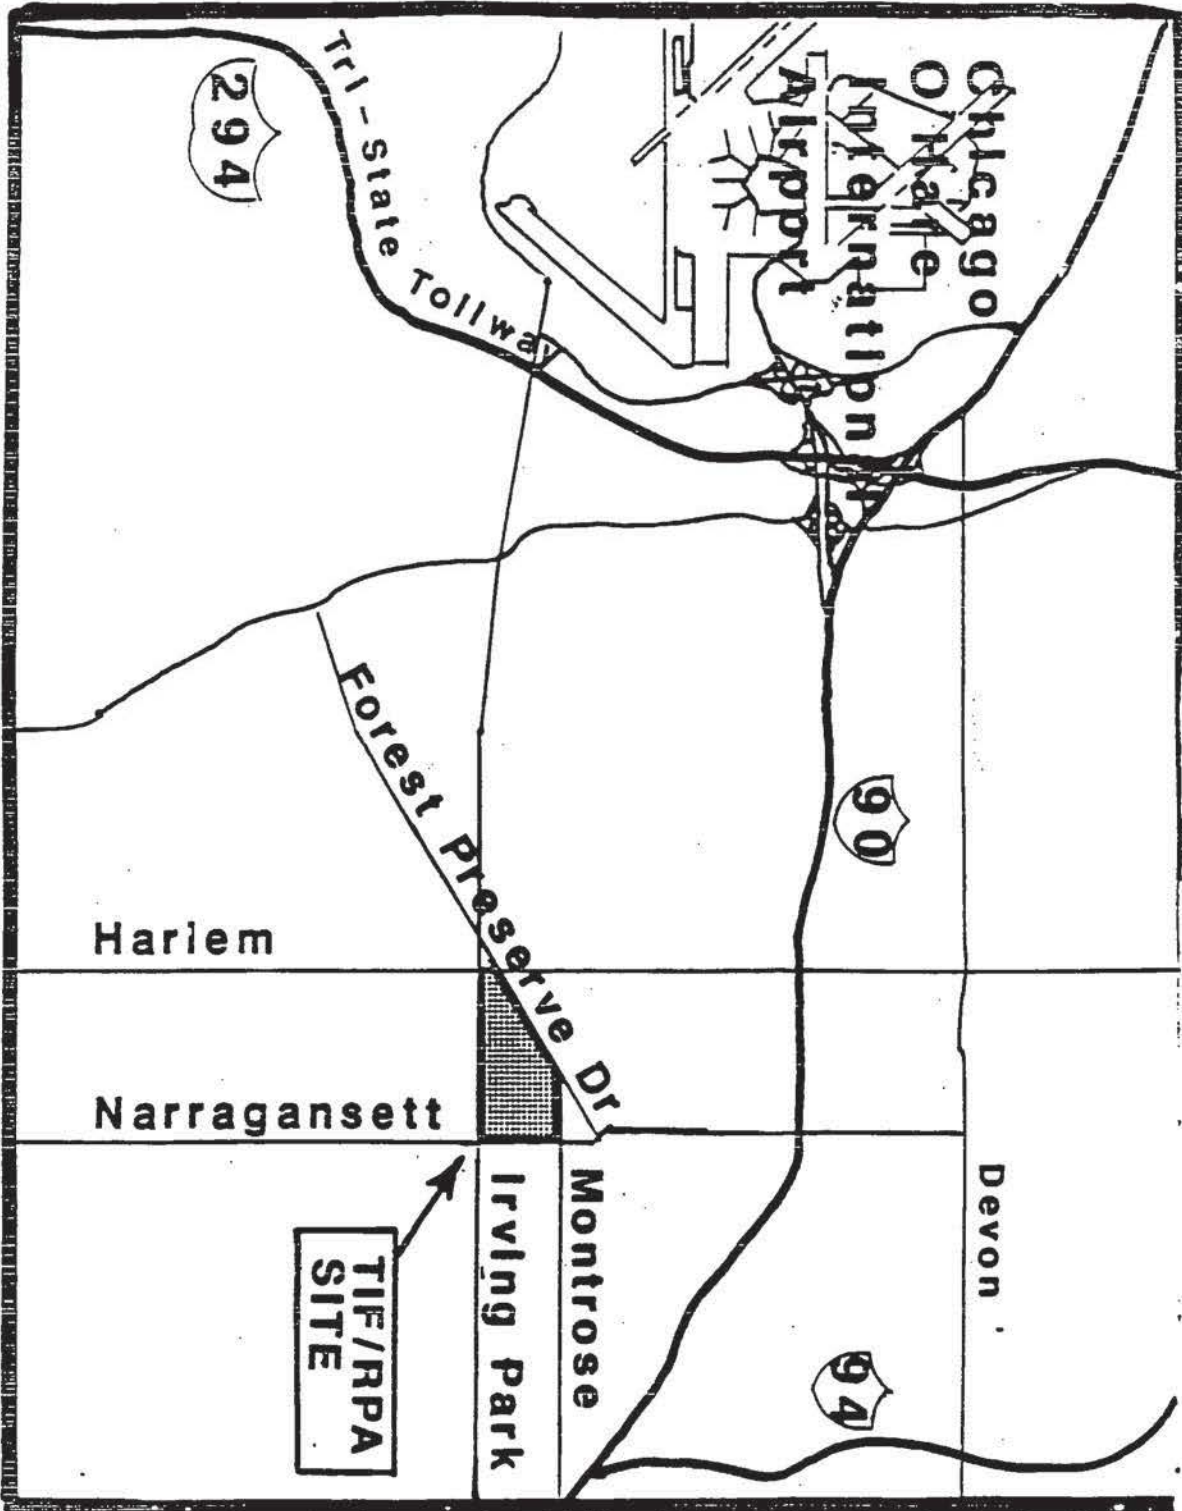 Chicago
O Hare
International
Airport
Tri-State Tollway
294
90
94
Devon
Forest Preserve Dr
Harlem
Narragansett
Montrose
Irving Park
TIF/RPA
SITE